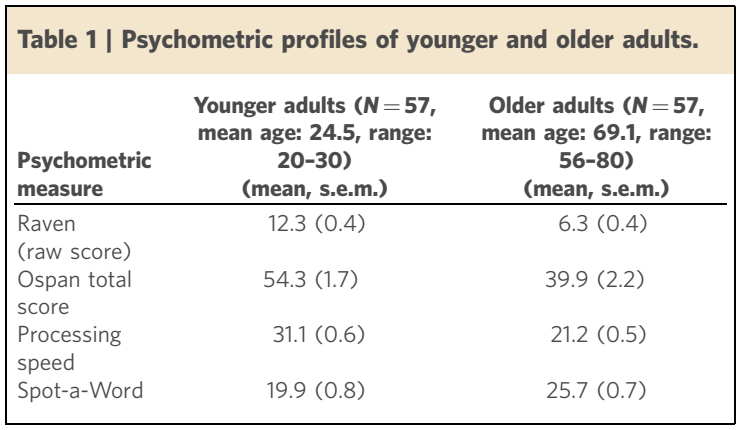 Table 1 | Psychometric profiles of younger and older adults.
Psychometric measure
Younger adults (N = 57, mean age: 24.5, range: 20–30) (mean, s.e.m.)
Older adults (N = 57, mean age: 69.1, range: 56–80) (mean, s.e.m.)
Raven (raw score) 12.3 (0.4) 6.3 (0.4)
Ospan total score 54.3 (1.7) 39.9 (2.2)
Processing speed 31.1 (0.6) 21.2 (0.5)
Spot-a-Word 19.9 (0.8) 25.7 (0.7)